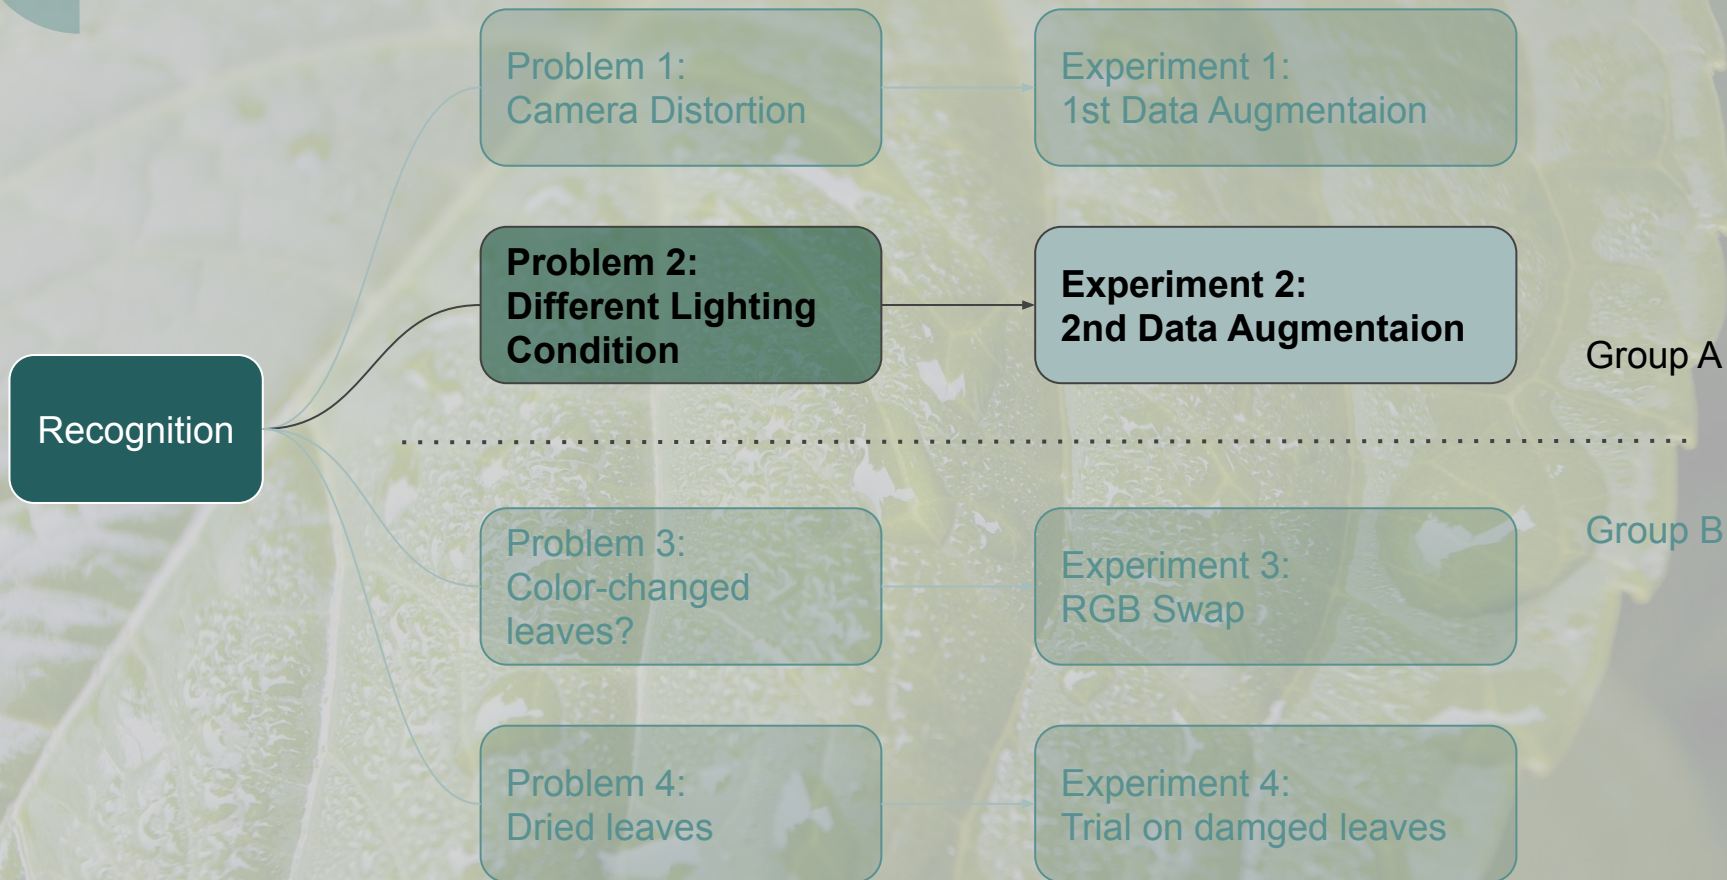 Problem 1:
Camera Distortion
Experiment 1:
1st Data Augmentaion
Problem 2:
Different Lighting
Condition
Experiment 2:
2nd Data Augmentaion
Group A
Recognition
Group B
Problem 3:
Color-changed
leaves?
Experiment 3:
RGB Swap
Problem 4:
Dried leaves
Experiment 4:
Trial on damged leaves